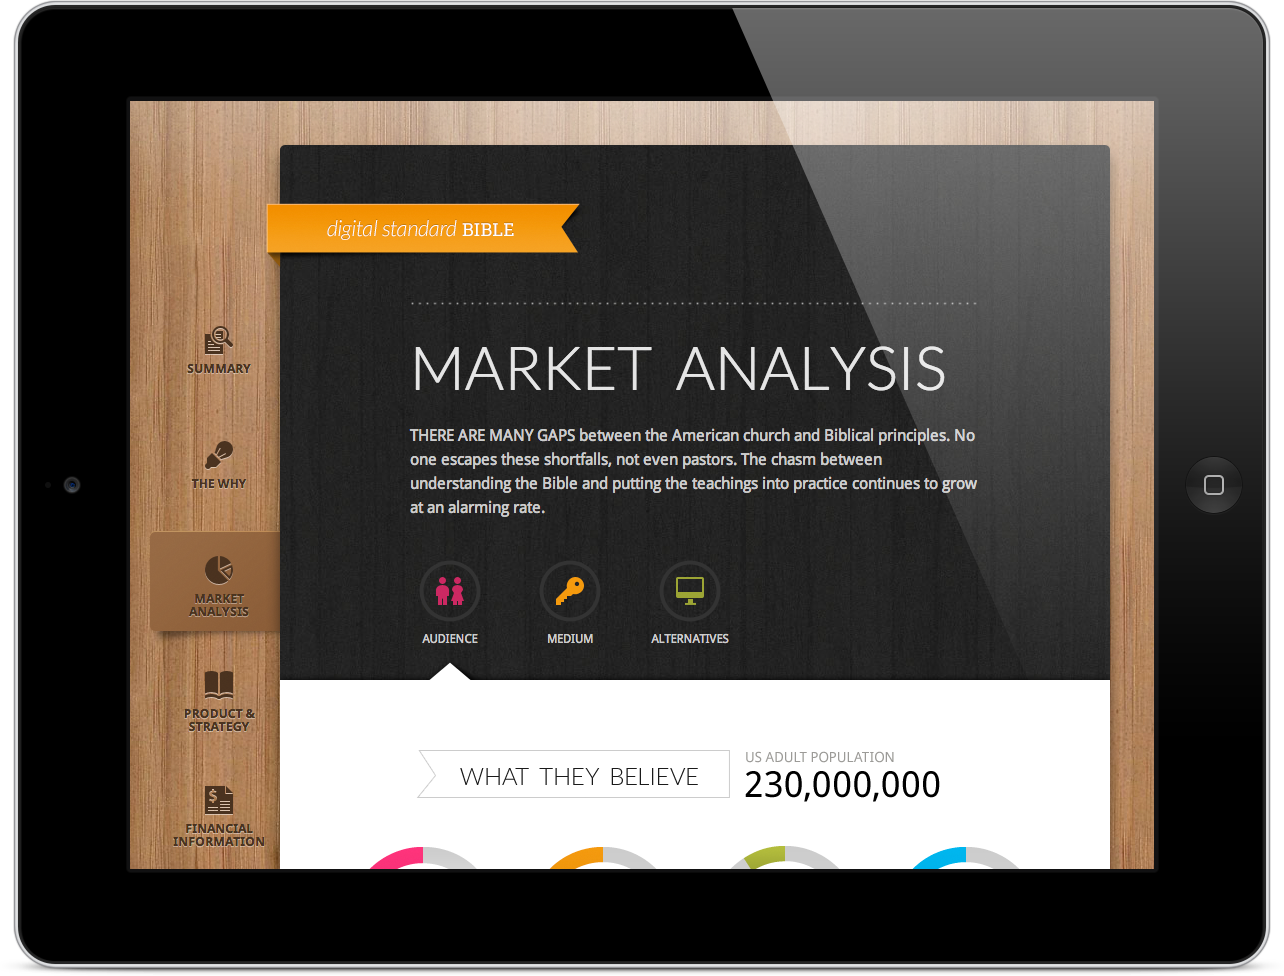 digital standard BIBLE
SUMMARY
THE WHY
MARKET
ANALYSIS
PRODUCT &
STRATEGY
FINANCIAL
INFORMATION
MARKET ANALYSIS
THERE ARE MANY GAPS between the American church and Biblical principles. No
one escapes these shortfalls, not even pastors. The chasm between
understanding the Bible and putting the teachings into practice continues to grow
at an alarming rate.
AUDIENCE
MEDIUM
ALTERNATIVES
WHAT THEY BELIEVE
US ADULT POPULATION
230,000,000